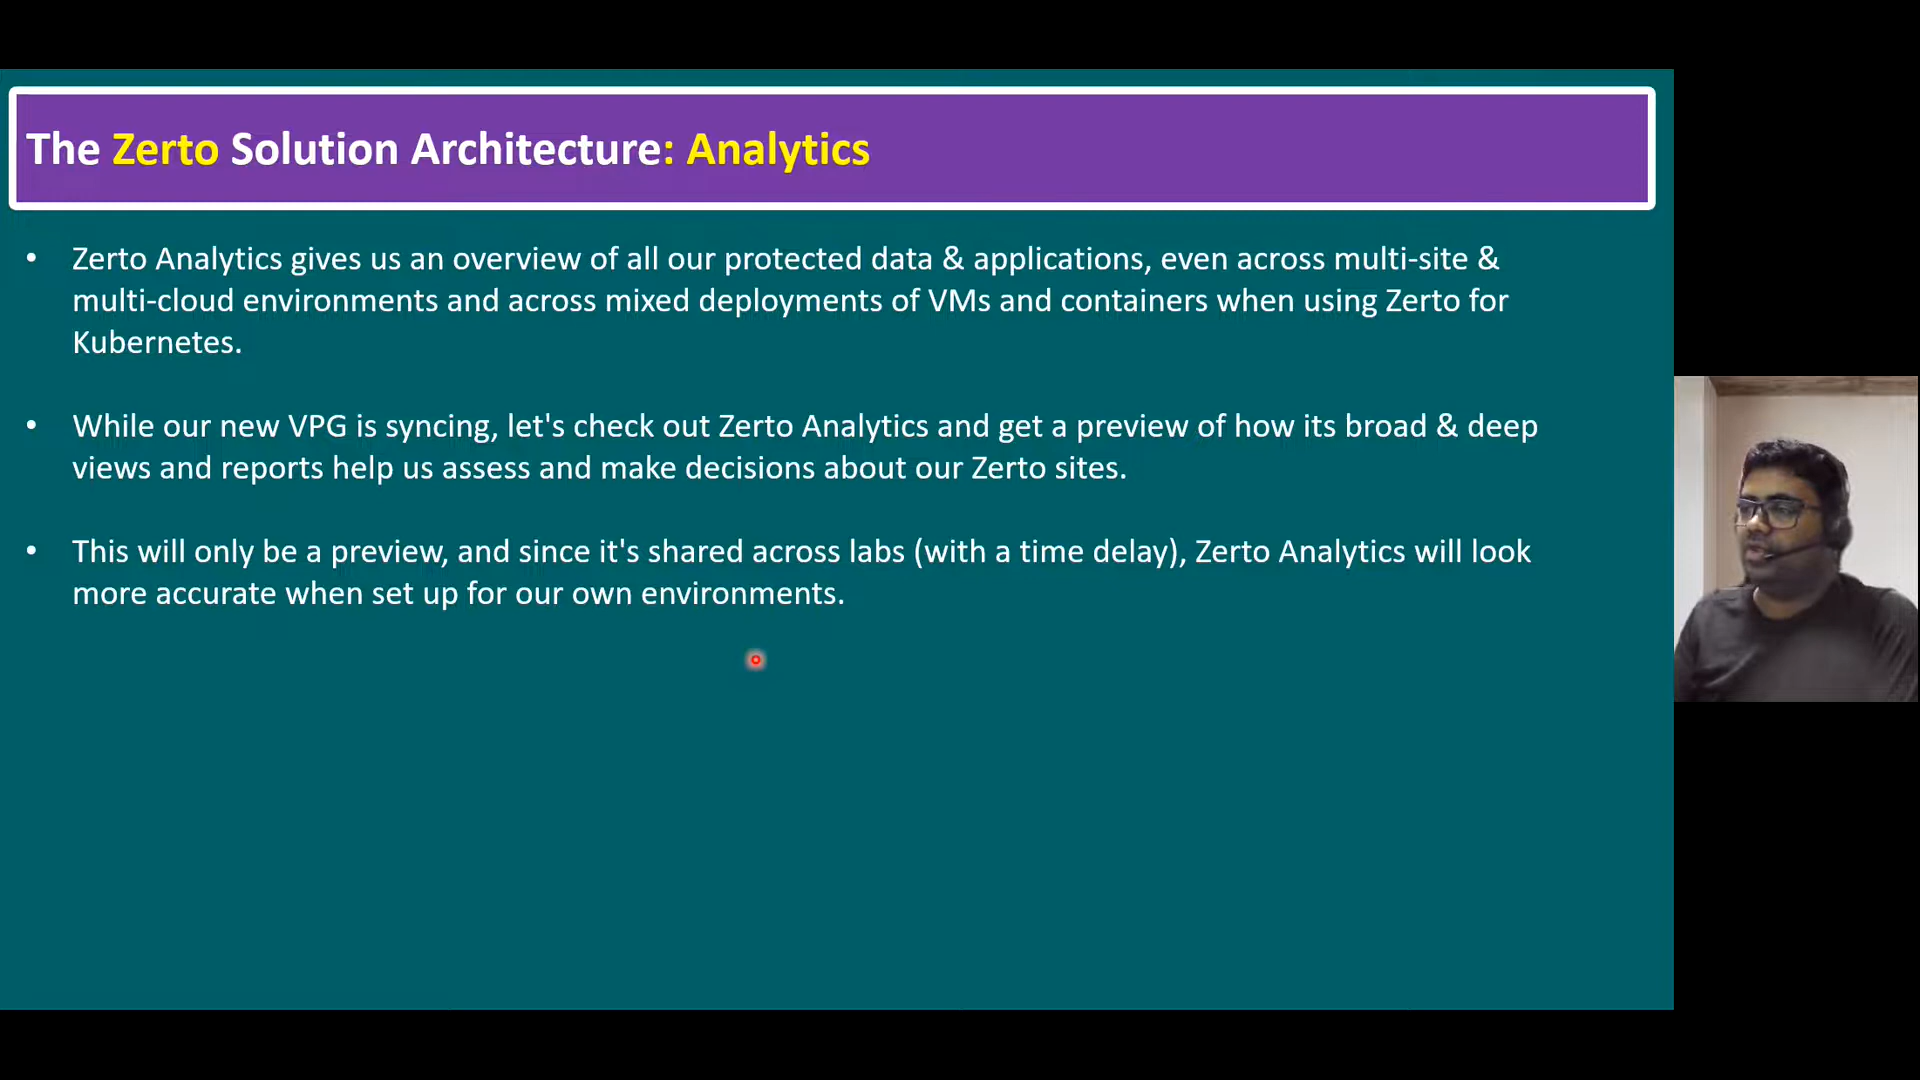 The Zerto Solution Architecture: Analytics
• Zerto Analytics gives us an overview of all our protected data & applications, even across multi-site &
multi-cloud environments and across mixed deployments of VMs and containers when using Zerto for
Kubernetes.
• While our new VPG is syncing, let's check out Zerto Analytics and get a preview of how its broad & deep
views and reports help us assess and make decisions about our Zerto sites.
• This will only be a preview, and since it's shared across labs (with a time delay), Zerto Analytics will look
more accurate when set up for our own environments.